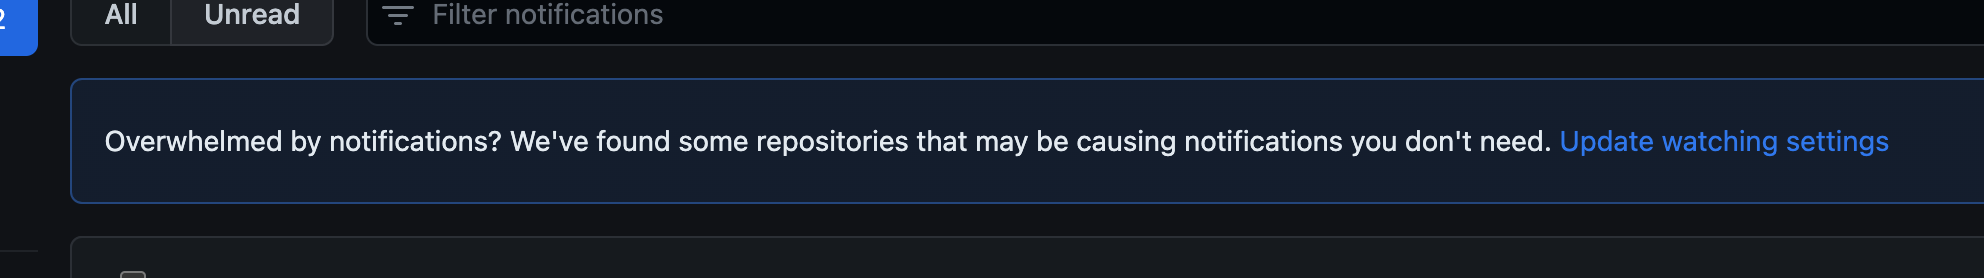 2
All
Unread
Filter notifications
Overwhelmed by notifications? We've found some repositories that may be causing notifications you don't need. Update watching settings